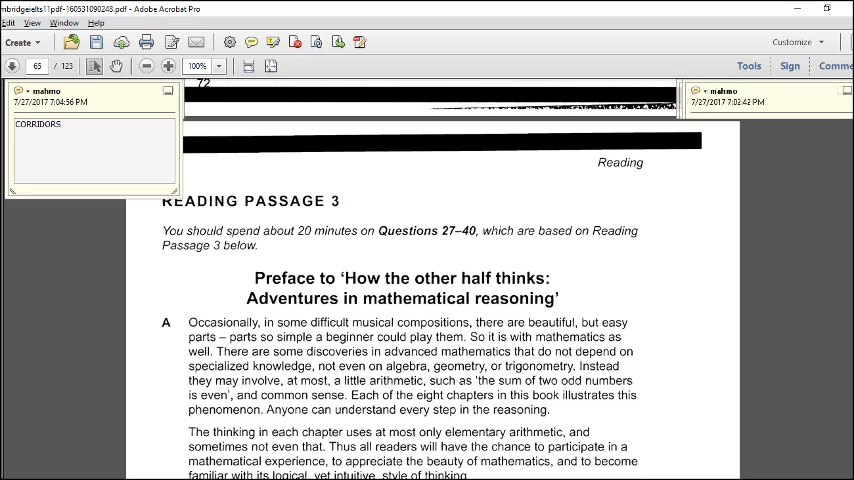 mbridgeielts11pdf-160531090248.pdf - Adobe Acrobat Pro
Edit View Window Help
Create
Customize
65 / 123
100%
Tools Sign Comme
mahmo
7/27/2017 7:04:56 PM
CORRIDORS
72
mahmo
7/27/2017 7:02:42 PM
Reading
READING PASSAGE 3
You should spend about 20 minutes on Questions 27–40, which are based on Reading
Passage 3 below.
Preface to ‘How the other half thinks:
Adventures in mathematical reasoning’
A Occasionally, in some difficult musical compositions, there are beautiful, but easy
parts – parts so simple a beginner could play them. So it is with mathematics as
well. There are some discoveries in advanced mathematics that do not depend on
specialized knowledge, not even on algebra, geometry, or trigonometry. Instead
they may involve, at most, a little arithmetic, such as ‘the sum of two odd numbers
is even’, and common sense. Each of the eight chapters in this book illustrates this
phenomenon. Anyone can understand every step in the reasoning.
The thinking in each chapter uses at most only elementary arithmetic, and
sometimes not even that. Thus all readers will have the chance to participate in a
mathematical experience, to appreciate the beauty of mathematics, and to become
familiar with its logical, yet intuitive, style of thinking.